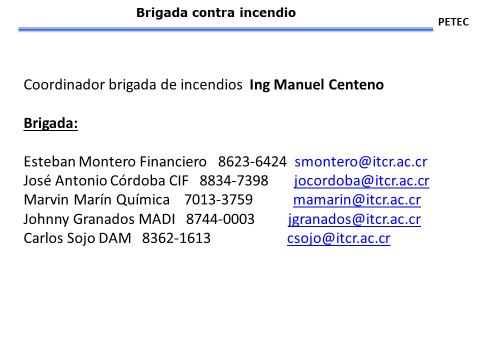 Brigada contra incendio
PETEC
Coordinador brigada de incendios Ing Manuel Centeno
Brigada:
Esteban Montero Financiero 8623-6424 smontero@itcr.ac.cr
José Antonio Córdoba CIF 8834-7398 jocordoba@itcr.ac.cr
Marvin Marín Química 7013-3759 mamarin@itcr.ac.cr
Johnny Granados MADI 8744-0003 jgranados@itcr.ac.cr
Carlos Sojo DAM 8362-1613 csojo@itcr.ac.cr